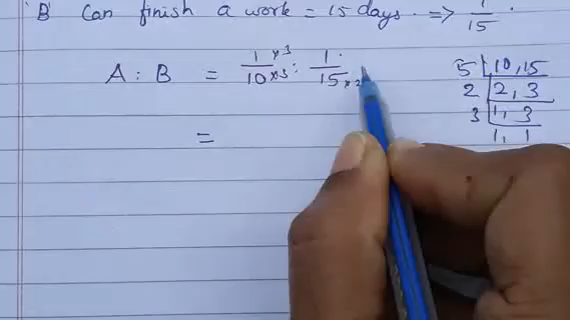 'B' Can finish a work = 15 days. => 1/15.
A : B = 1×3/10×3 : 1/15×2
=
5 | 10, 15
2 | 2, 3
3 | 1, 3
1, 1